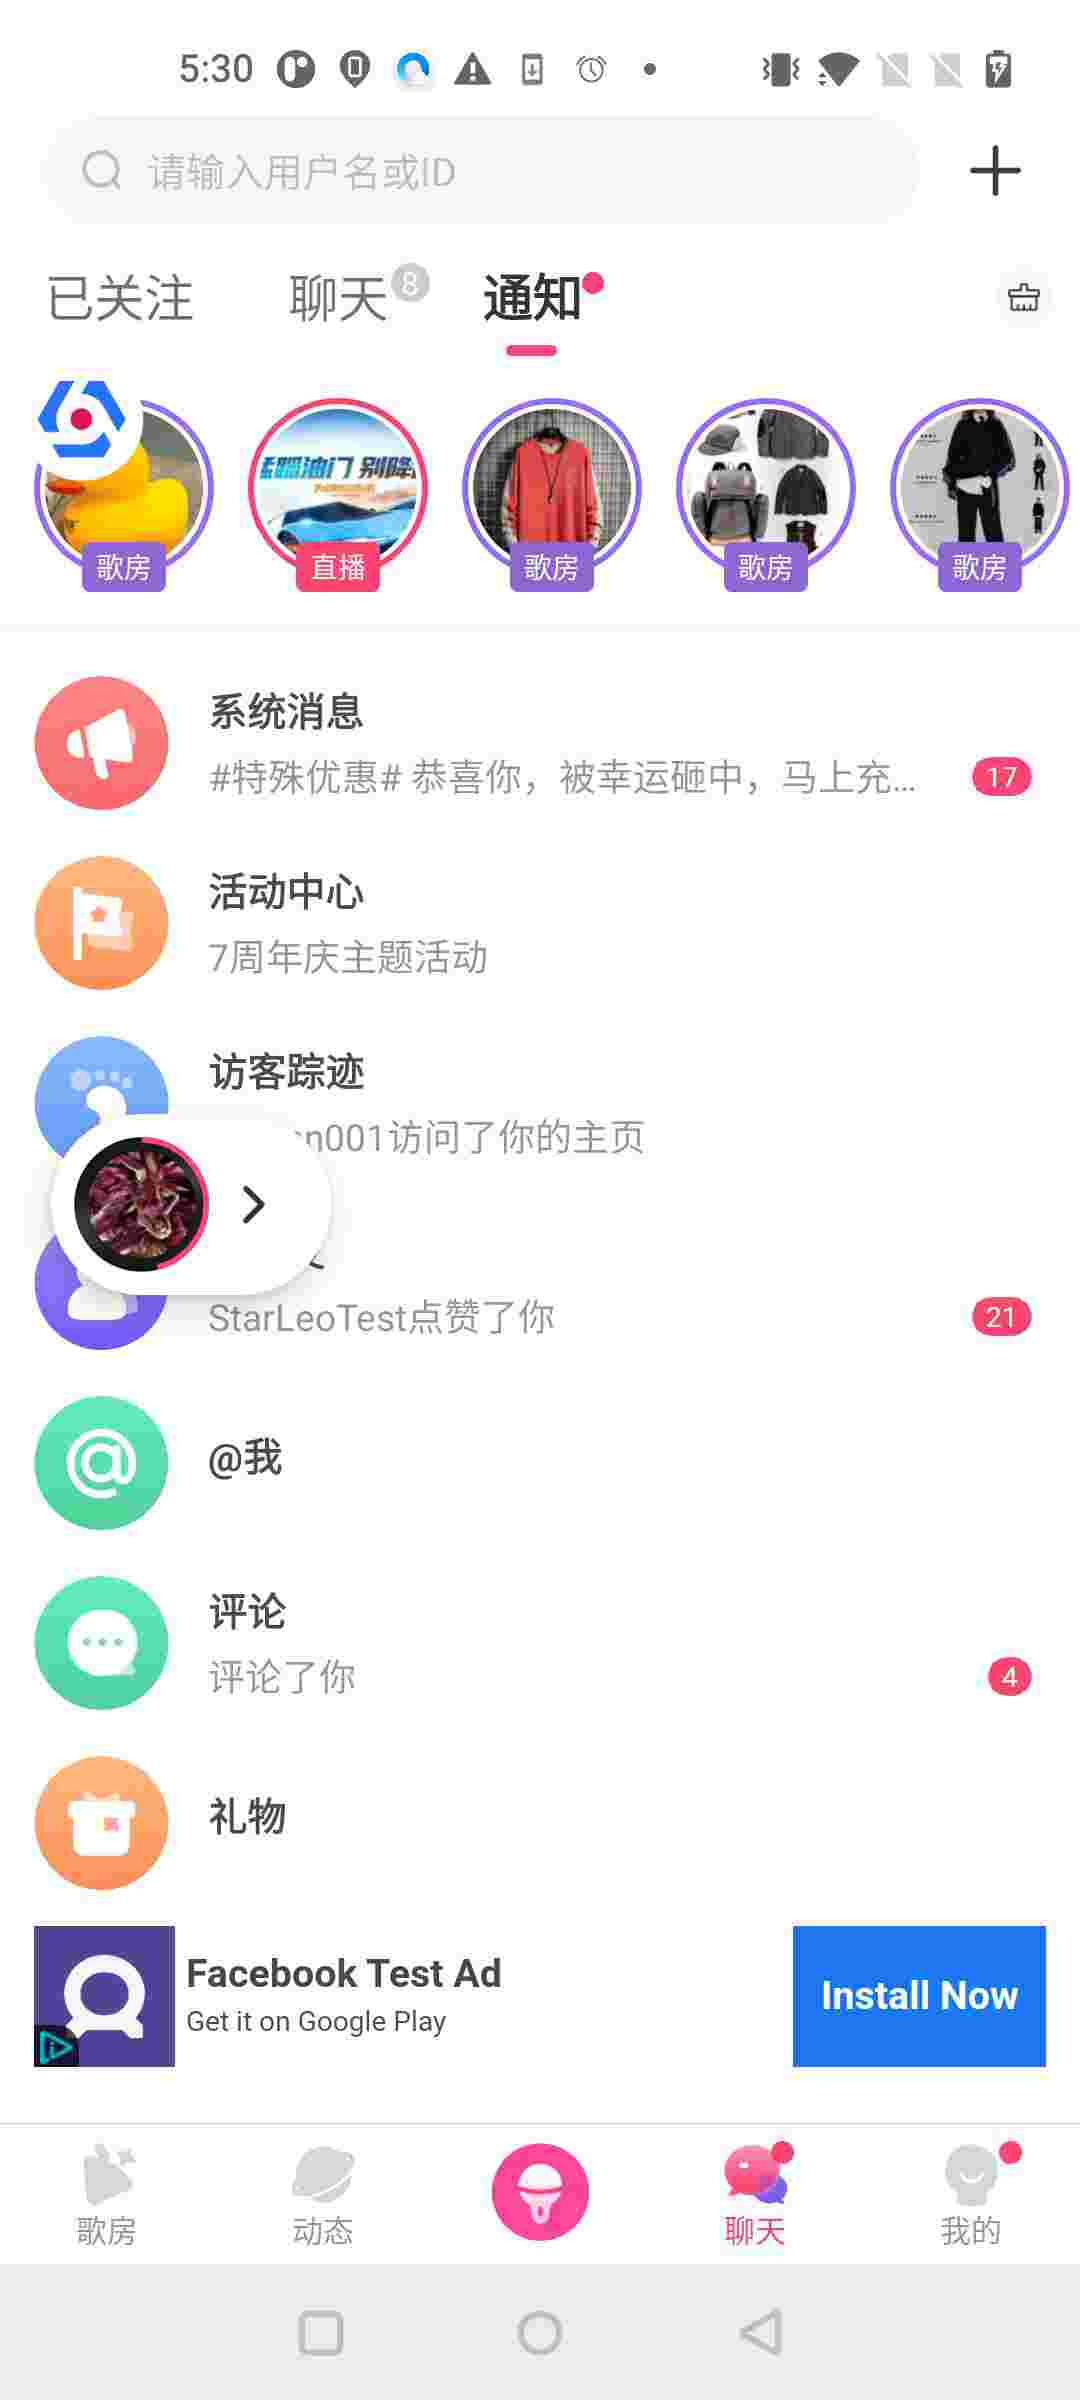 5:30
请输入用户名或ID
已关注
聊天
8
通知
歌房
直播
歌房
歌房
歌房
系统消息
#特殊优惠# 恭喜你，被幸运砸中，马上充...
17
活动中心
7周年庆主题活动
访客踪迹
n001访问了你的主页
StarLeoTest点赞了你
21
@我
评论
评论了你
4
礼物
Facebook Test Ad
Get it on Google Play
Install Now
歌房
动态
聊天
我的